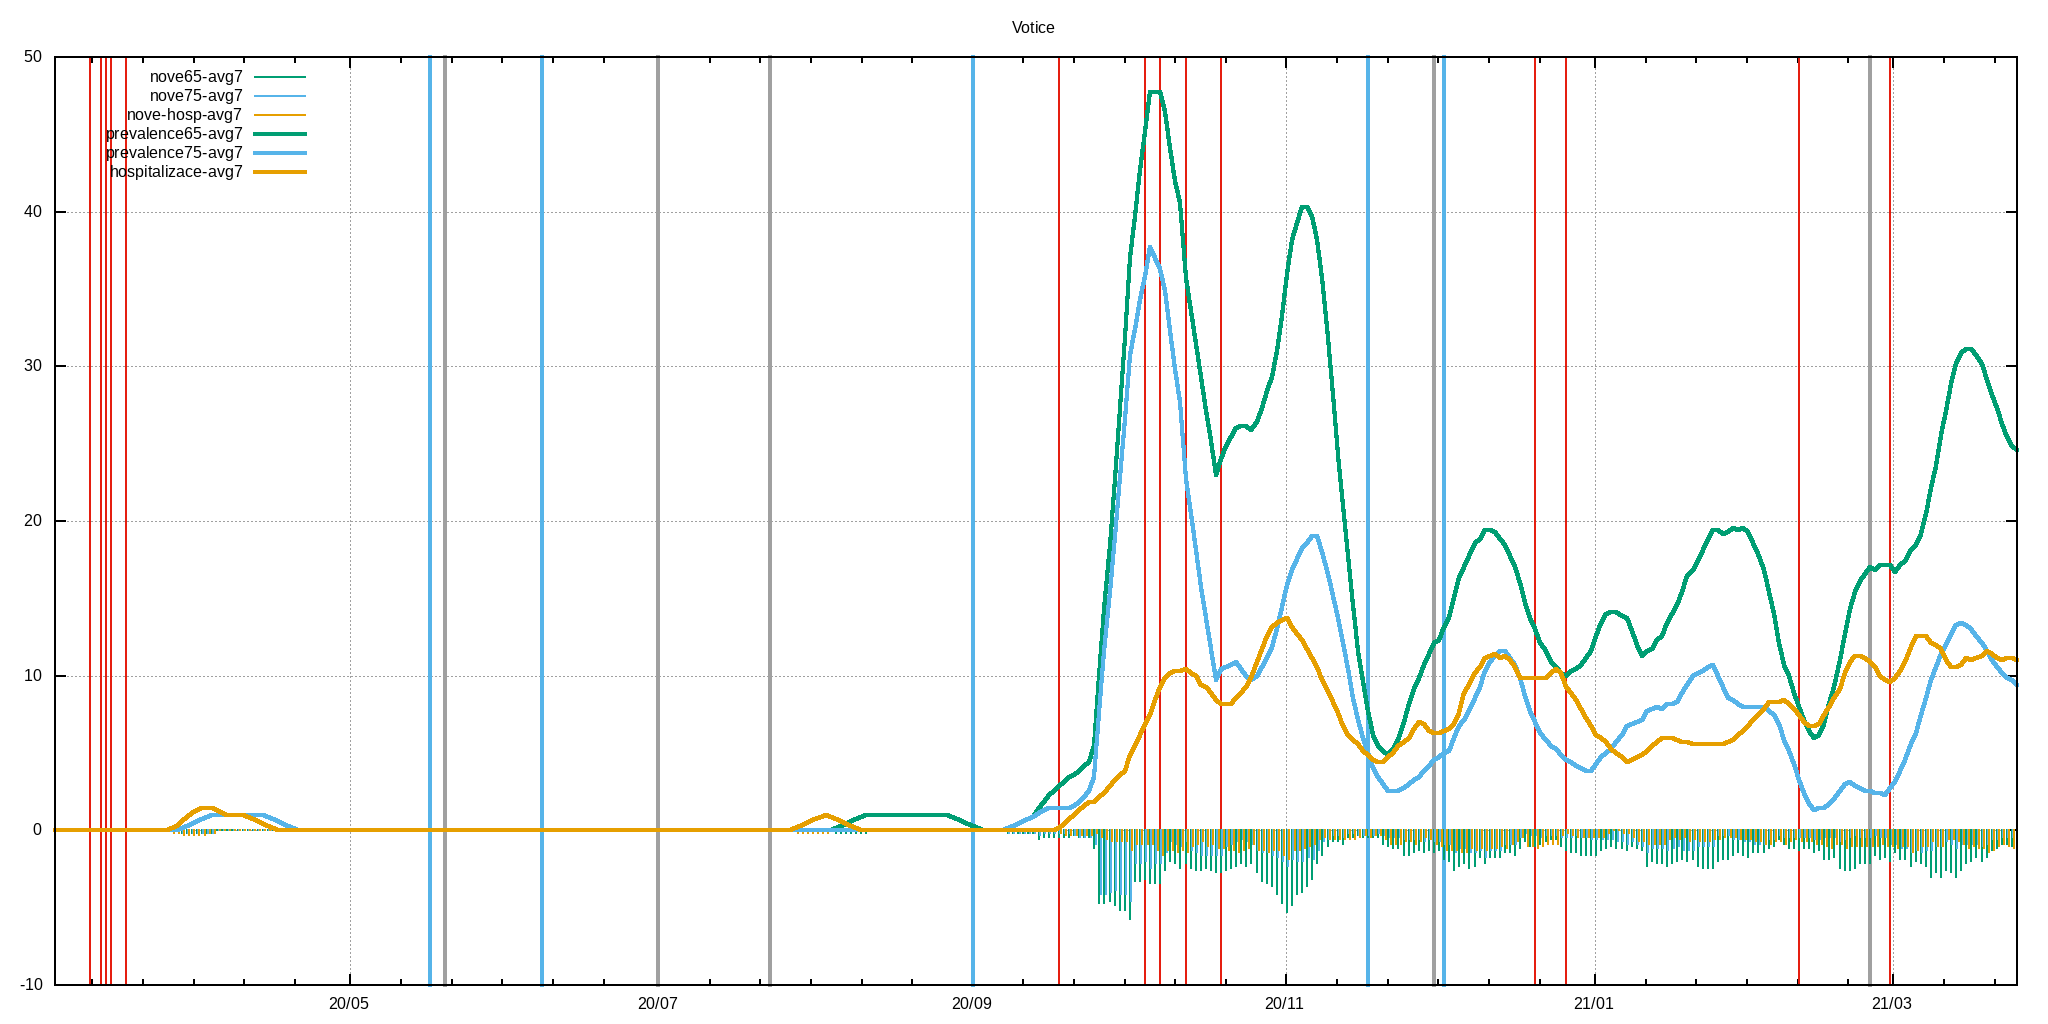 Votice
50
nove65-avg7
nove75-avg7
nove-hosp-avg7
prevalence65-avg7
prevalence75-avg7
hospitalizace-avg7
40
30
20
10
0
-10
20/05 20/07 20/09 20/11 21/01 21/03